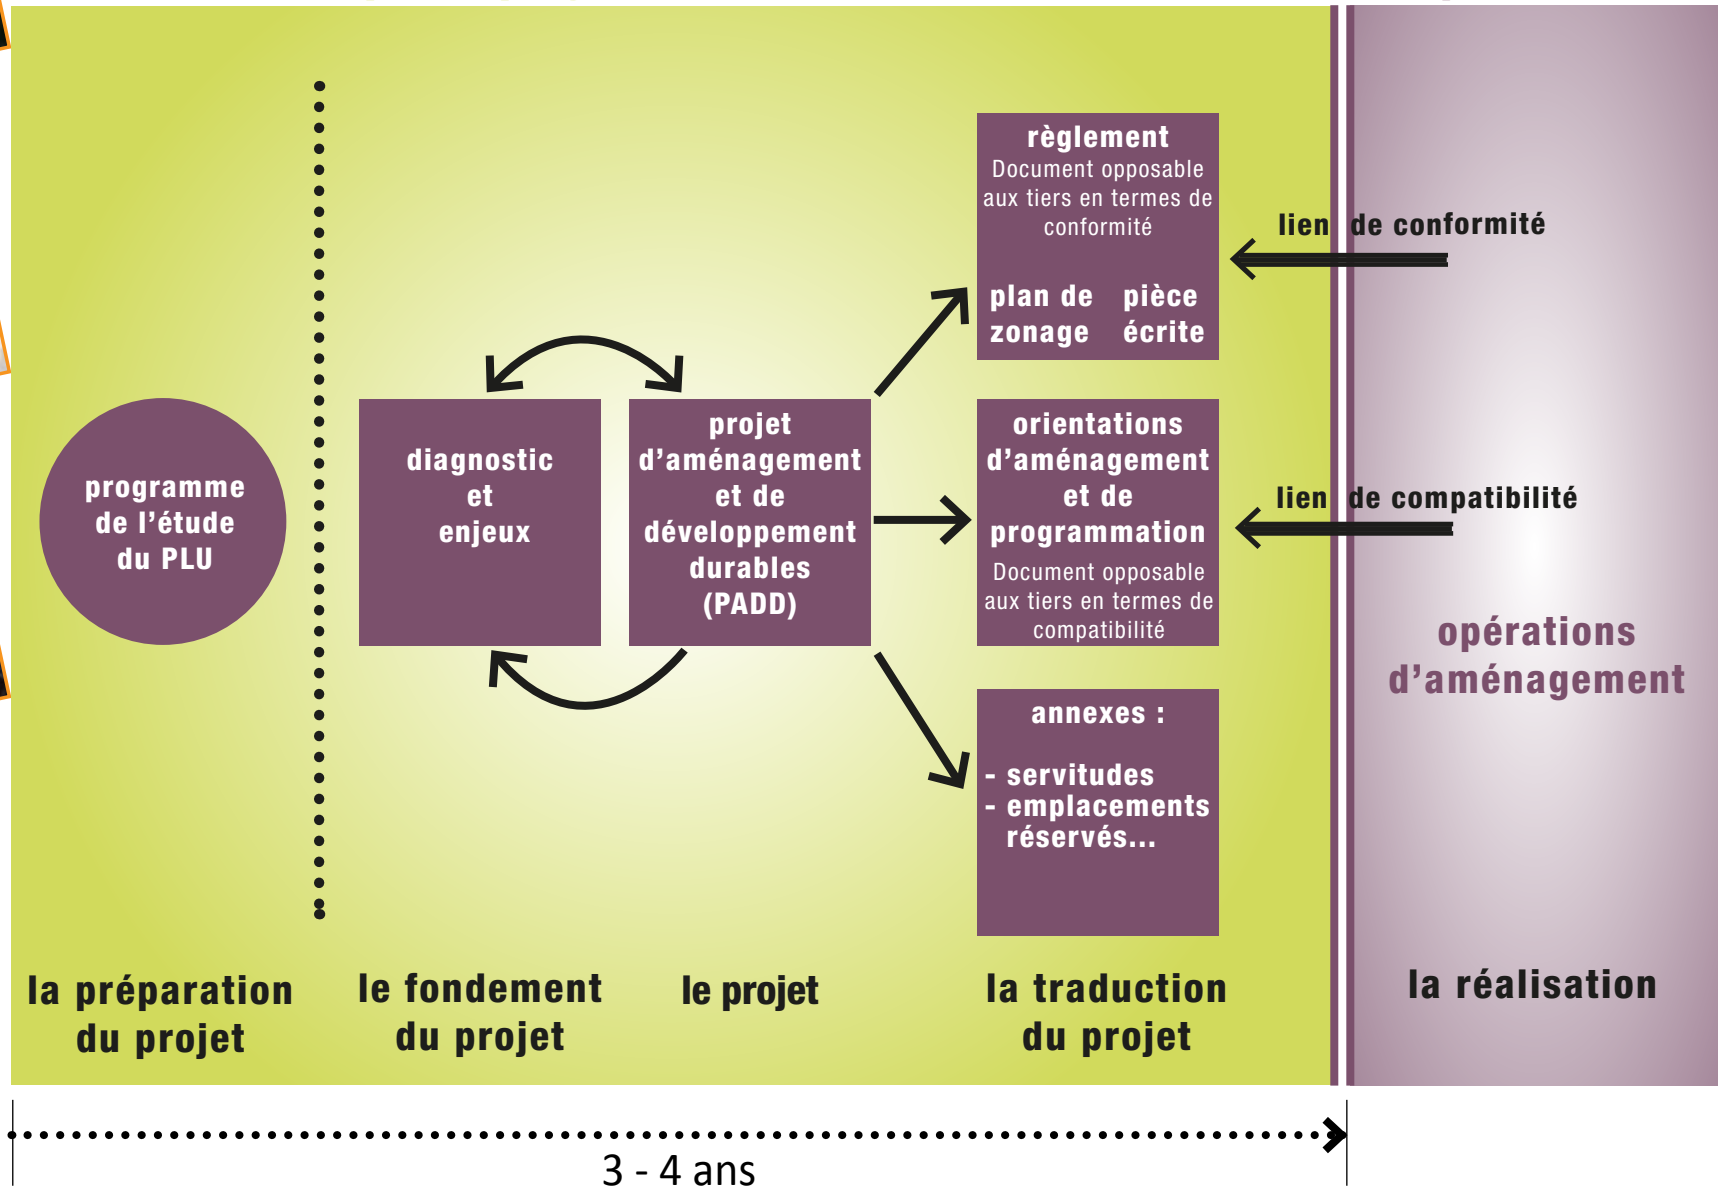 programme
de l'étude
du PLU
diagnostic
et
enjeux
projet
d'aménagement
et de
développement
durables
(PADD)
règlement
Document opposable
aux tiers en termes de
conformité
plan de pièce
zonage écrite
orientations
d'aménagement
et de
programmation
Document opposable
aux tiers en termes de
compatibilité
annexes :
- servitudes
- emplacements
réservés...
lien de conformité
lien de compatibilité
opérations
d'aménagement
la préparation
du projet
le fondement
du projet
le projet
la traduction
du projet
la réalisation
3 - 4 ans